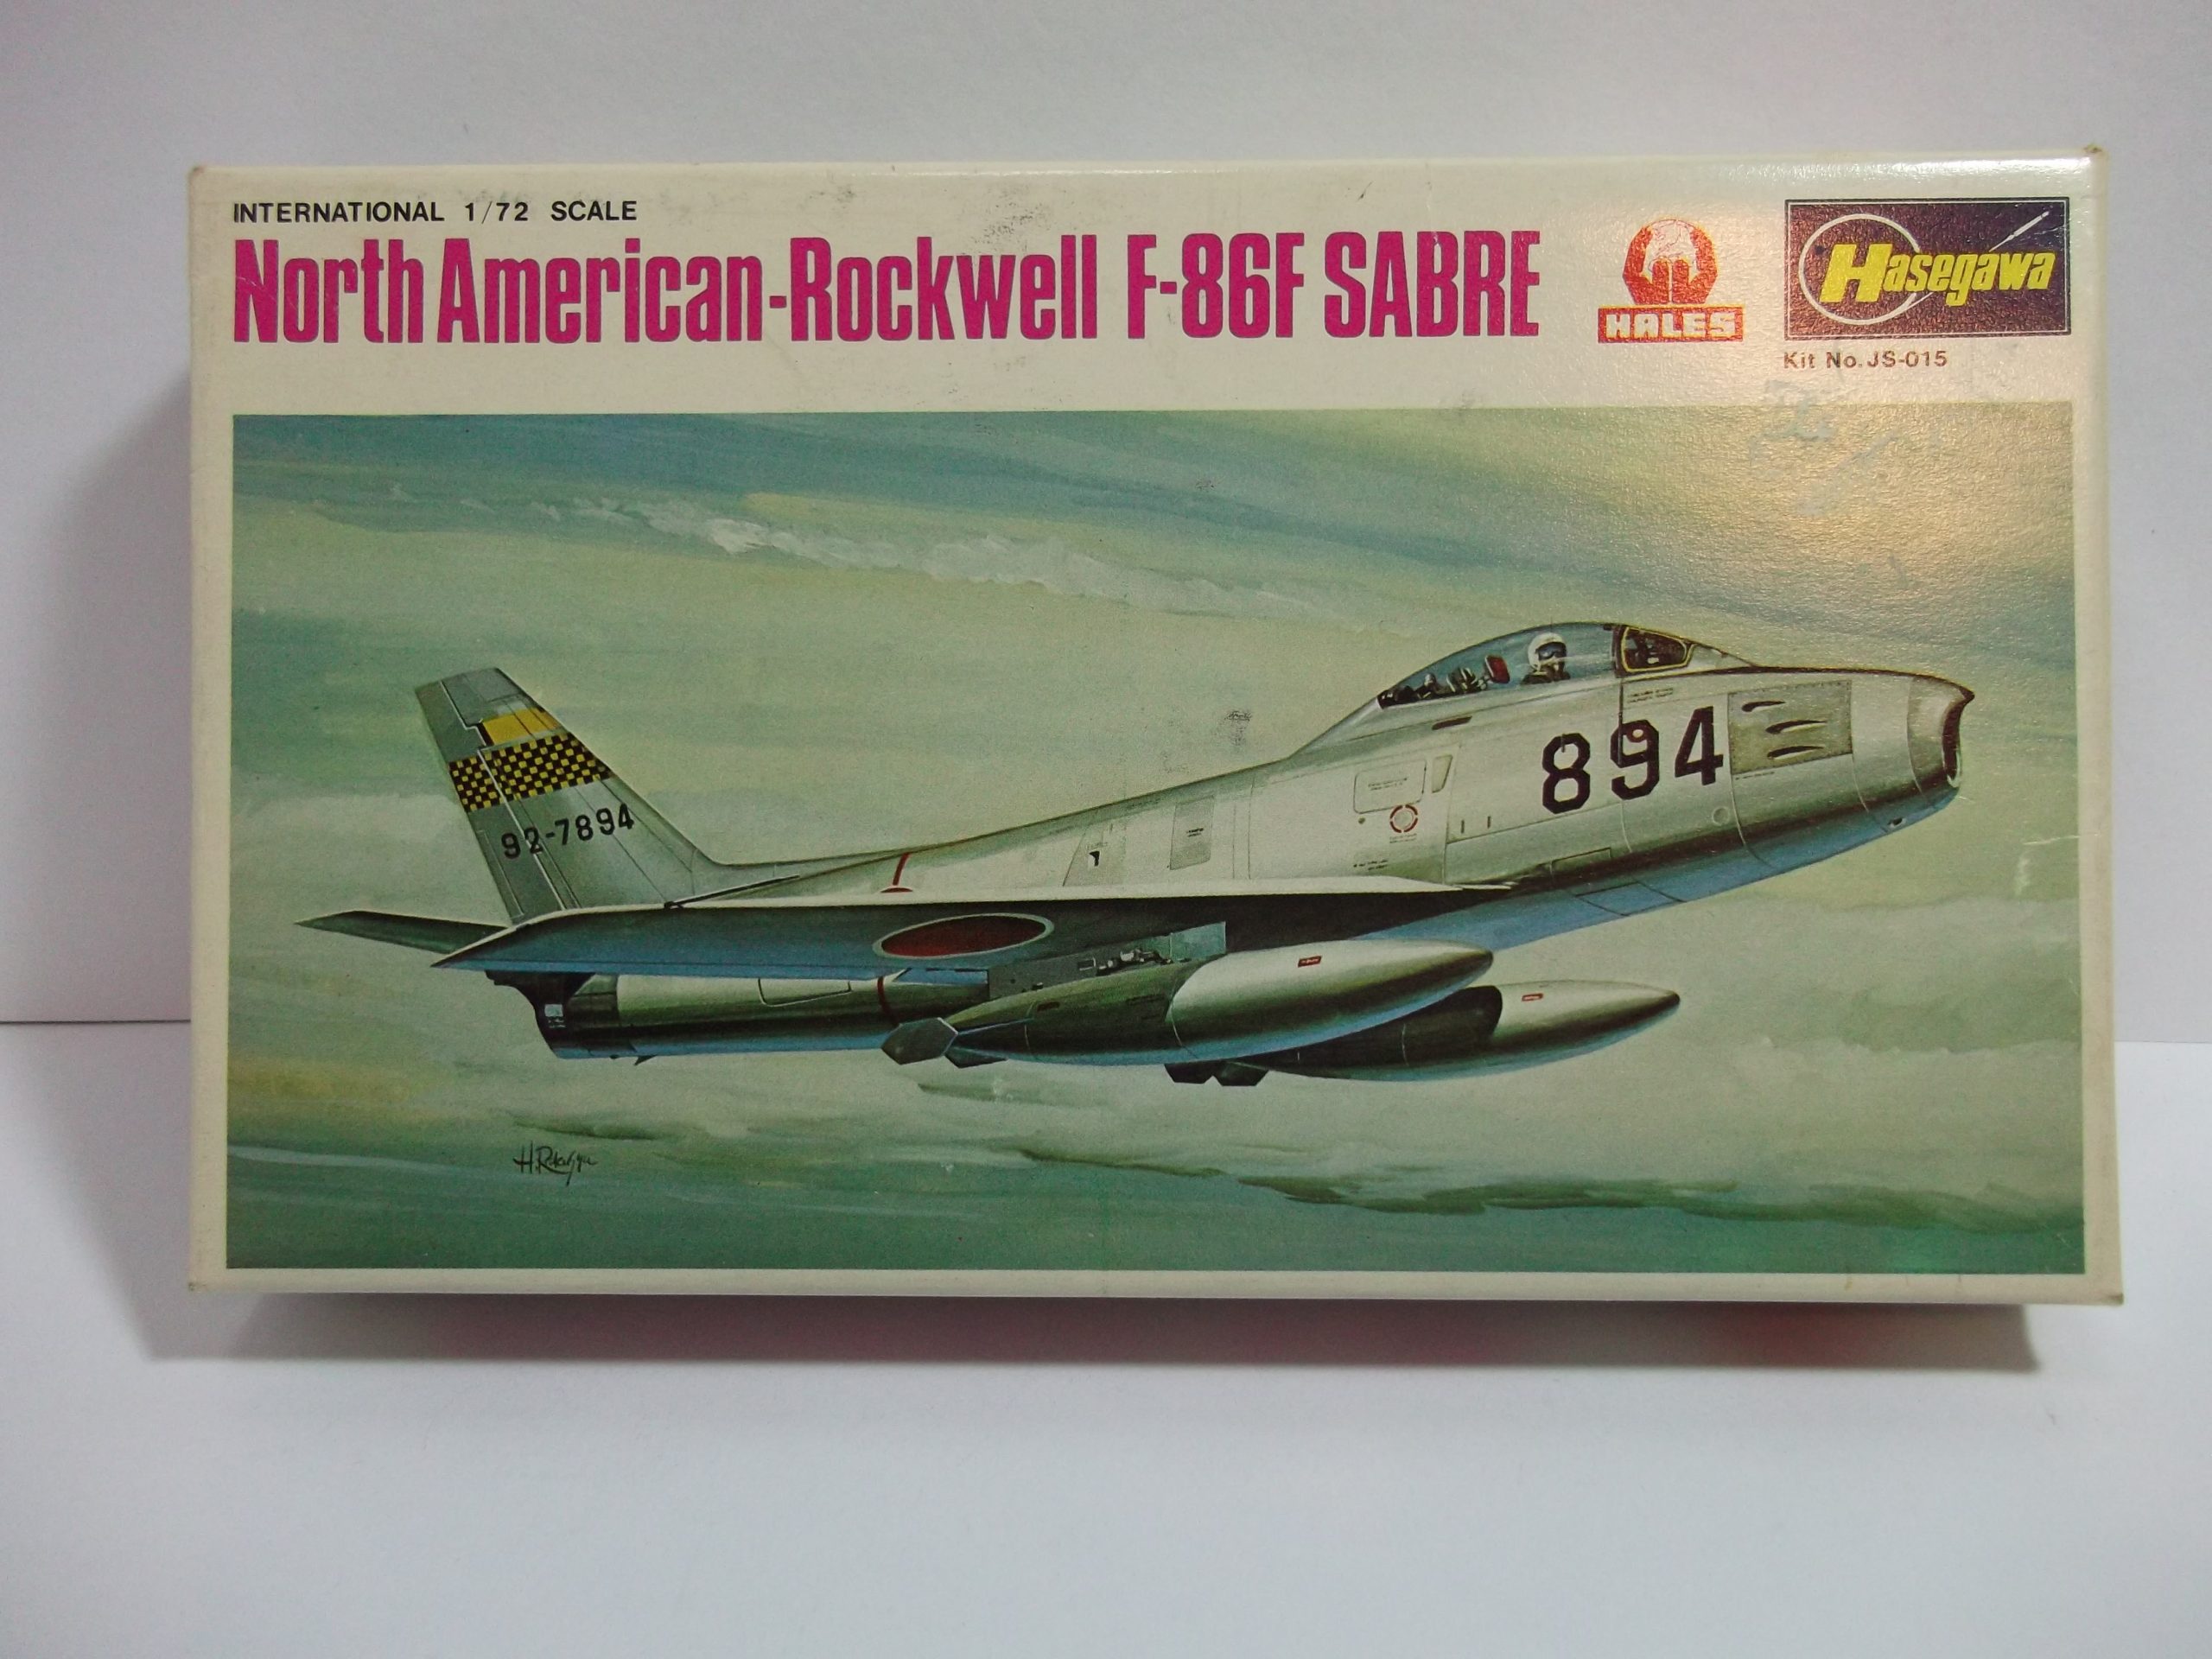 INTERNATIONAL 1/72 SCALE
North American-Rockwell F-86F SABRE
HALES
Hasegawa
Kit No. JS-015
894
92-7894